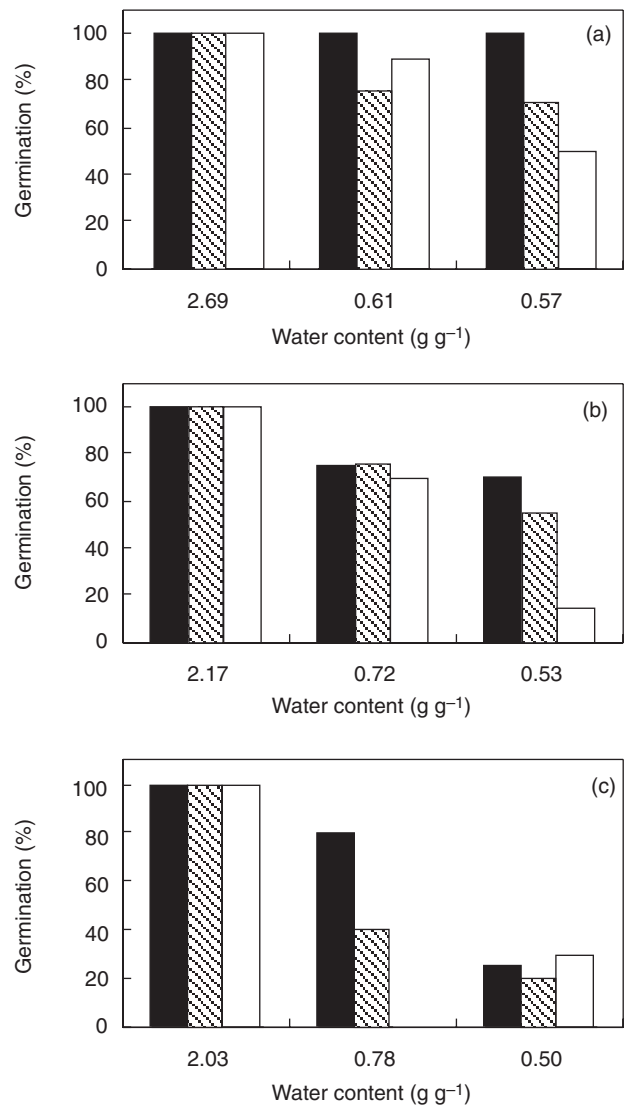 (a)
Germination (%)
100
80
60
40
20
0
2.69 0.61 0.57
Water content (g g⁻¹)
(b)
Germination (%)
100
80
60
40
20
0
2.17 0.72 0.53
Water content (g g⁻¹)
(c)
Germination (%)
100
80
60
40
20
0
2.03 0.78 0.50
Water content (g g⁻¹)